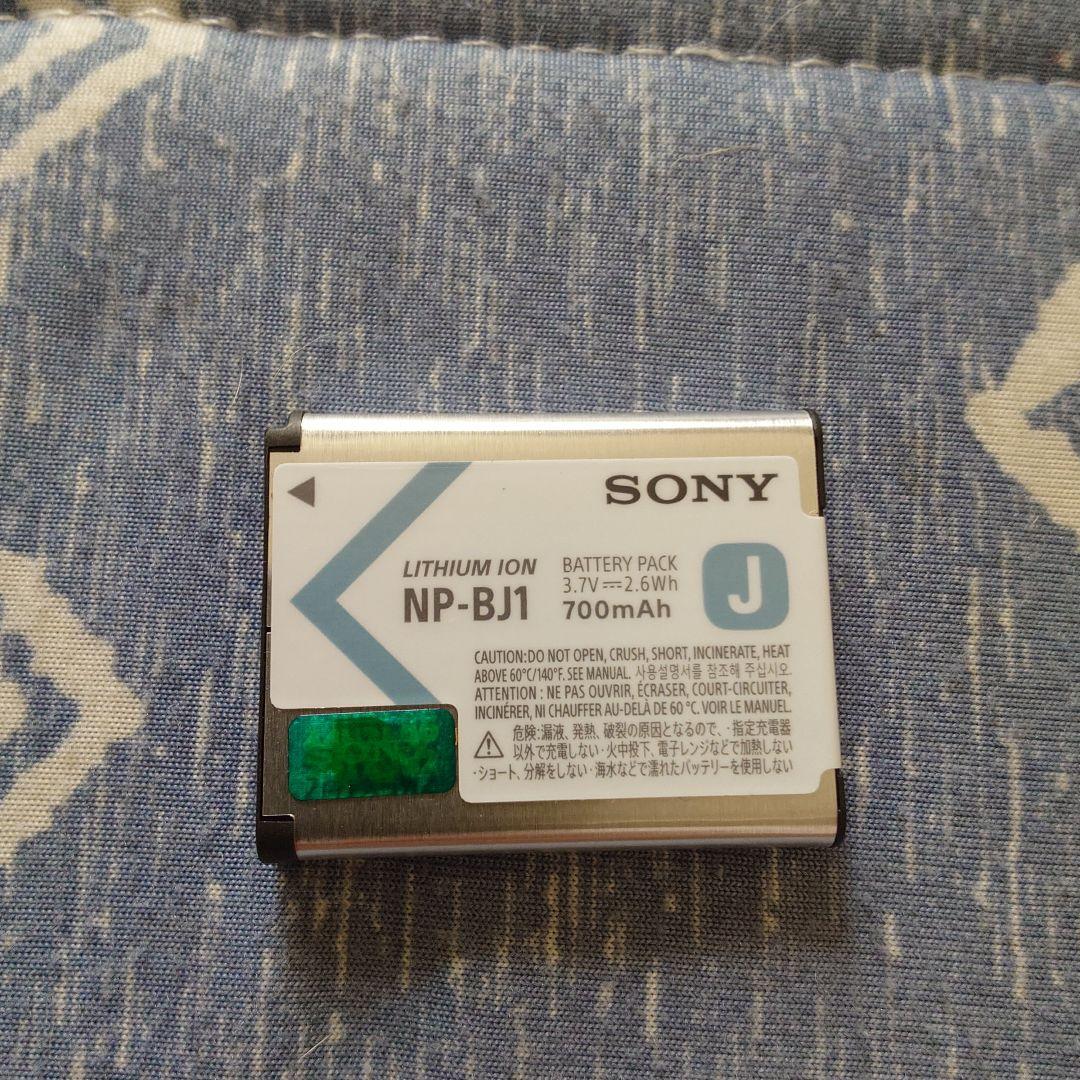 SONY
LITHIUM ION
NP-BJ1
BATTERY PACK
3.7V⎓2.6Wh
700mAh
J
CAUTION:DO NOT OPEN, CRUSH, SHORT, INCINERATE, HEAT
ABOVE 60°C/140°F. SEE MANUAL. 사용설명서를 참조해 주십시오.
ATTENTION : NE PAS OUVRIR, ÉCRASER, COURT-CIRCUITER,
INCINÉRER, NI CHAUFFER AU-DELÀ DE 60 °C. VOIR LE MANUEL.
危険:漏液、発熱、破裂の原因となるので、・指定充電器
以外で充電しない・火中投下、電子レンジなどで加熱しない
・ショート、分解をしない・海水などで濡れたバッテリーを使用しない